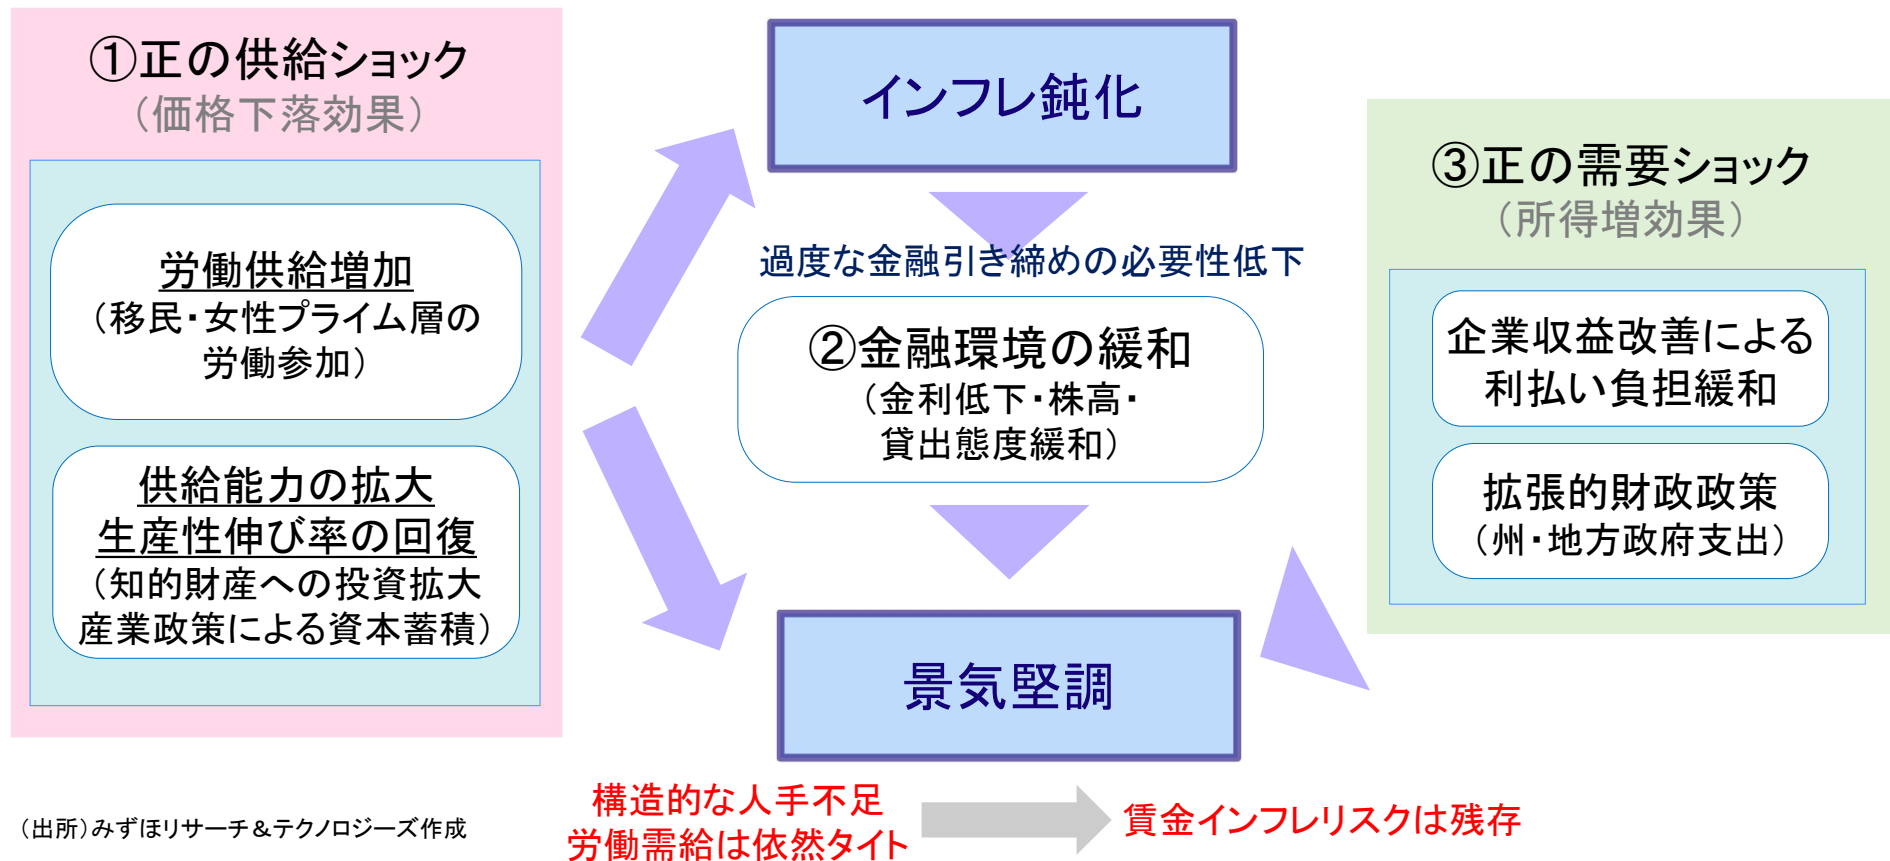 ①正の供給ショック
（価格下落効果）
労働供給増加
（移民・女性プライム層の
労働参加）
供給能力の拡大
生産性伸び率の回復
（知的財産への投資拡大
産業政策による資本蓄積）
インフレ鈍化
過度な金融引き締めの必要性低下
②金融環境の緩和
（金利低下・株高・
貸出態度緩和）
景気堅調
③正の需要ショック
（所得増効果）
企業収益改善による
利払い負担緩和
拡張的財政政策
（州・地方政府支出）
構造的な人手不足
労働需給は依然タイト
賃金インフレリスクは残存
（出所）みずほリサーチ＆テクノロジーズ作成